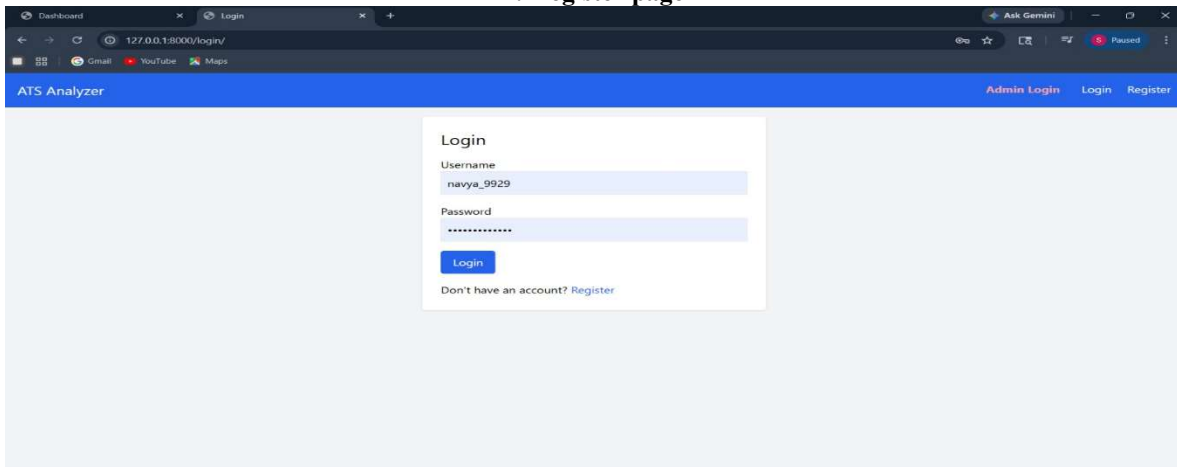 Dashboard Login Ask Gemini
127.0.0.1:8000/login/ S Paused
Gmail YouTube Maps
ATS Analyzer Admin Login Login Register
Login
Username
navya_9929
Password
•••••••••••••
Login
Don't have an account? Register